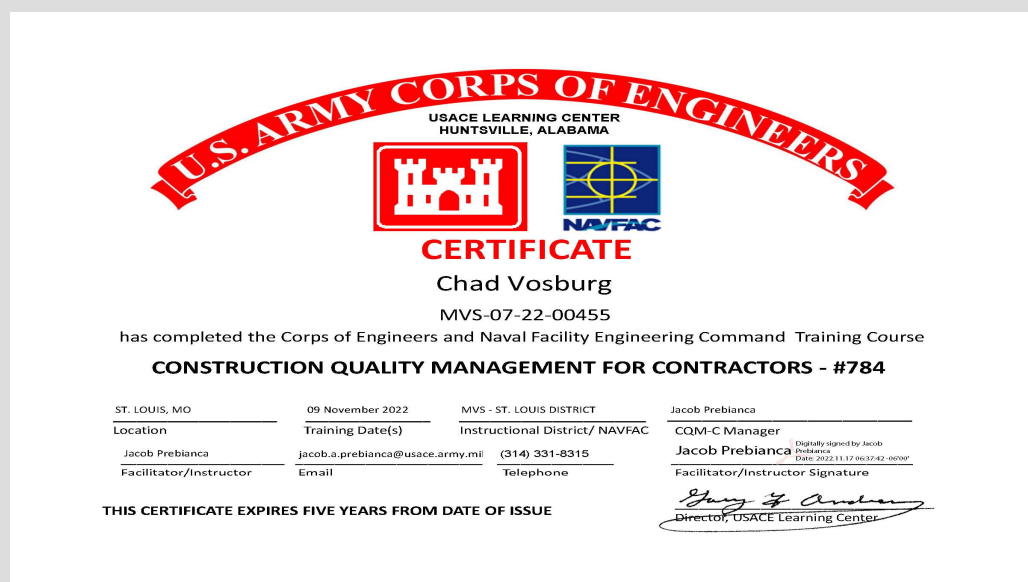 U.S. ARMY CORPS OF ENGINEERS
USACE LEARNING CENTER
HUNTSVILLE, ALABAMA
NAVFAC
CERTIFICATE
Chad Vosburg
MVS-07-22-00455
has completed the Corps of Engineers and Naval Facility Engineering Command Training Course
CONSTRUCTION QUALITY MANAGEMENT FOR CONTRACTORS - #784
ST. LOUIS, MO 09 November 2022 MVS - ST. LOUIS DISTRICT Jacob Prebianca
Location Training Date(s) Instructional District/ NAVFAC CQM-C Manager
Jacob Prebianca jacob.a.prebianca@usace.army.mil (314) 331-8315 Jacob Prebianca Digitally signed by Jacob
Prebianca
Date: 2022.11.17 06:37:42 -06'00'
Facilitator/Instructor Email Telephone Facilitator/Instructor Signature
THIS CERTIFICATE EXPIRES FIVE YEARS FROM DATE OF ISSUE
Director, USACE Learning Center